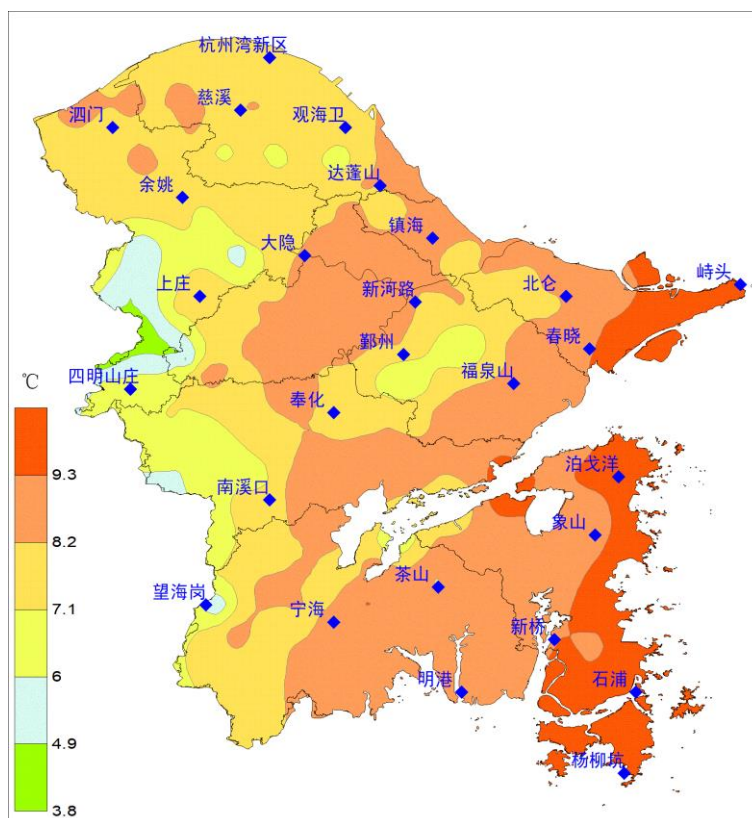 杭州湾新区
慈溪
泗门
观海卫
达蓬山
余姚
镇海
大隐
峙头
上庄
新河路
北仑
鄞州
春晓
四明山庄
福泉山
℃
奉化
9.3
泊戈洋
南溪口
象山
8.2
茶山
望海岗
7.1
宁海
新桥
6
明港
石浦
4.9
杨柳坑
3.8